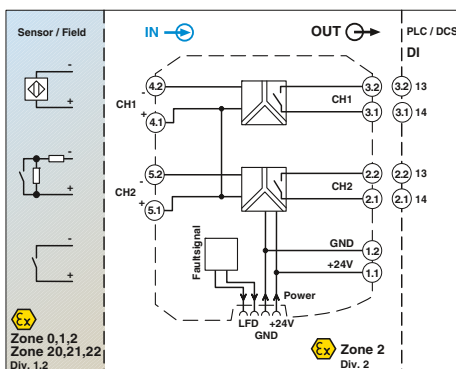 Sensor / Field
IN
OUT
PLC / DCS
DI
-
+
-
+
-
+
4.2
-
CH1
+
4.1
3.2
CH1
3.1
3.2 13
3.1 14
5.2
-
CH2
+
5.1
2.2
CH2
2.1
2.2 13
2.1 14
GND
1.2
+24V
1.1
Faultsignal
Power
LFD +24V
GND
Ex
Zone 0,1,2
Zone 20,21,22
Div. 1,2
Ex
Zone 2
Div. 2